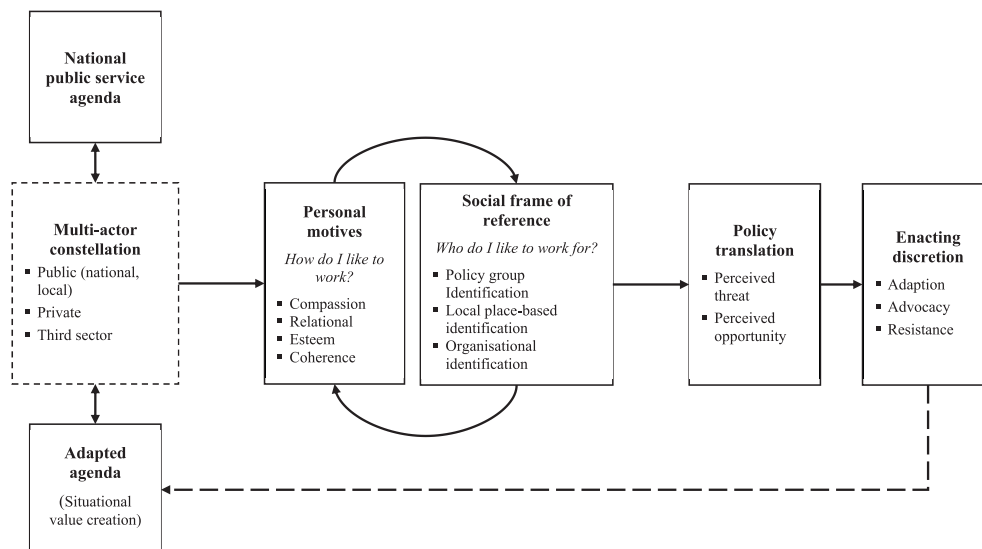 National
public service
agenda
Multi-actor
constellation
▪ Public (national,
local)
▪ Private
▪ Third sector
Adapted
agenda
(Situational
value creation)
Personal
motives
How do I like to
work?
▪ Compassion
▪ Relational
▪ Esteem
▪ Coherence
Social frame of
reference
Who do I like to work for?
▪ Policy group
Identification
▪ Local place-based
identification
▪ Organisational
identification
Policy
translation
▪ Perceived
threat
▪ Perceived
opportunity
Enacting
discretion
▪ Adaption
▪ Advocacy
▪ Resistance